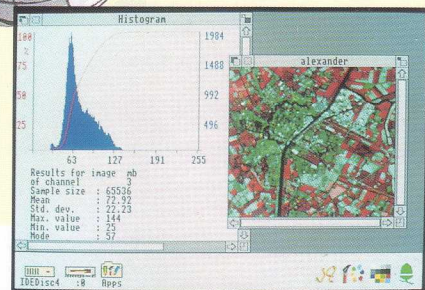 Histogram
100
%
75
50
25
1984
1488
992
496
63 127 191 255
Results for image mb
of channel 3
Sample size : 65536
Mean : 72.92
Std. dev. : 22.23
Max. value : 144
Min. value : 25
Mode : 57
alexander
IDEDisc4 :0 Apps